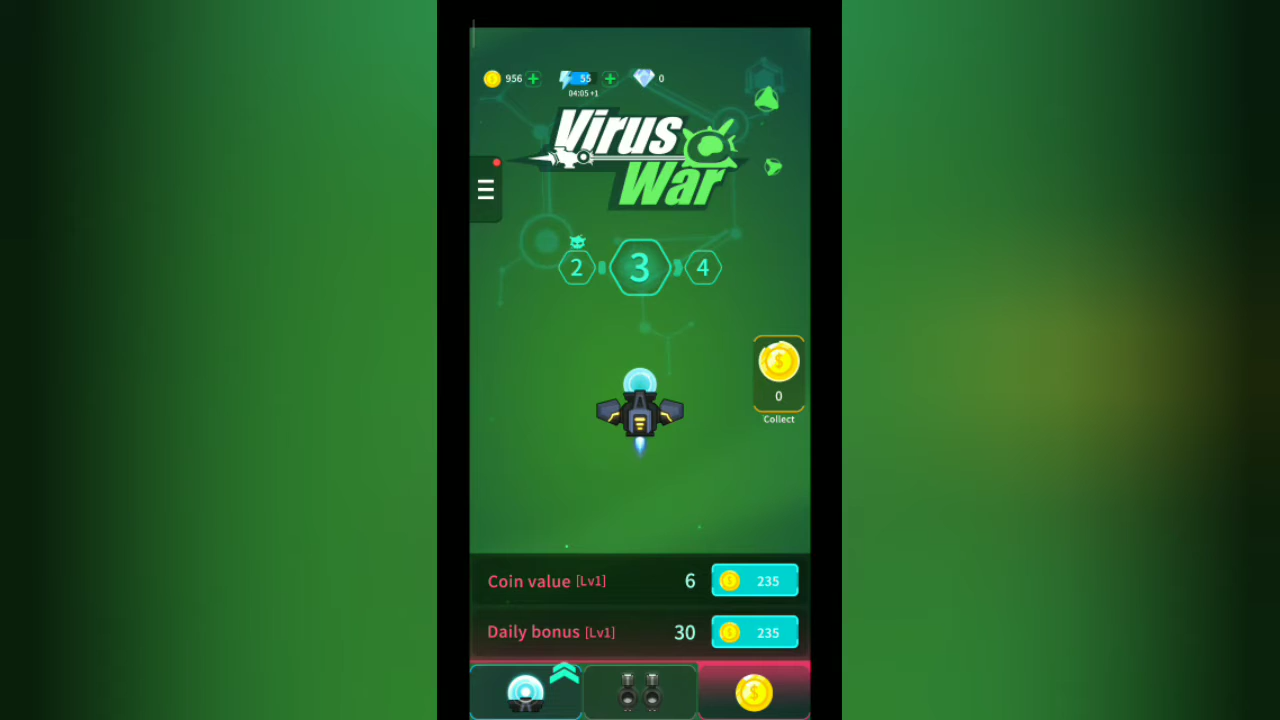 956 55 0
04:05 +1
Virus
War
2 3 4
0
Collect
Coin value [Lv1] 6 235
Daily bonus [Lv1] 30 235